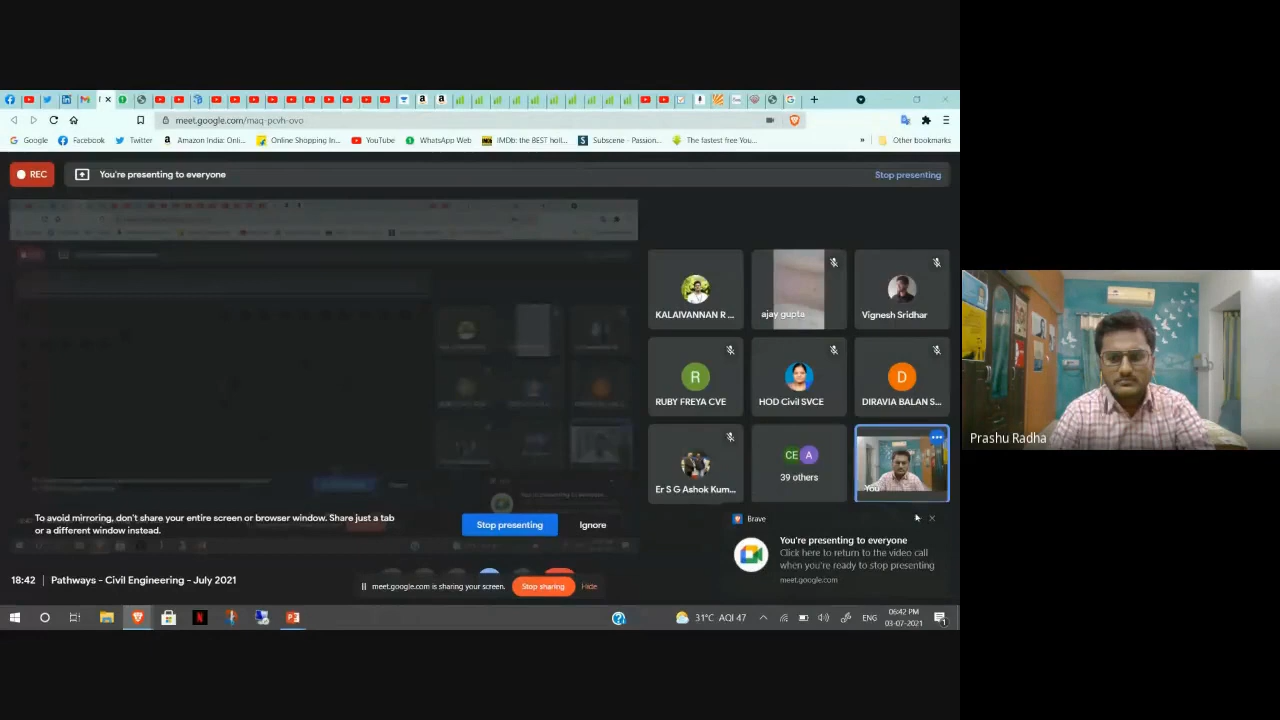 meet.google.com/maq-pcvh-ovo
Google
Facebook
Twitter
Amazon India: Onli...
Online Shopping In...
YouTube
WhatsApp Web
IMDb: the BEST holl...
Subscene - Passion...
The fastest free You...
»
Other bookmarks
REC
You're presenting to everyone
Stop presenting
KALAIVANNAN R ...
ajay gupta
Vignesh Sridhar
R
RUBY FREYA CVE
HOD Civil SVCE
D
DIRAVIA BALAN S...
Er S G Ashok Kum...
CE A
39 others
You
Prashu Radha
To avoid mirroring, don't share your entire screen or browser window. Share just a tab
or a different window instead.
Stop presenting
Ignore
Brave
You're presenting to everyone
Click here to return to the video call
when you're ready to stop presenting
meet.google.com
18:42 | Pathways - Civil Engineering - July 2021
meet.google.com is sharing your screen.
Stop sharing
Hide
31°C AQI 47
ENG
06:42 PM
03-07-2021